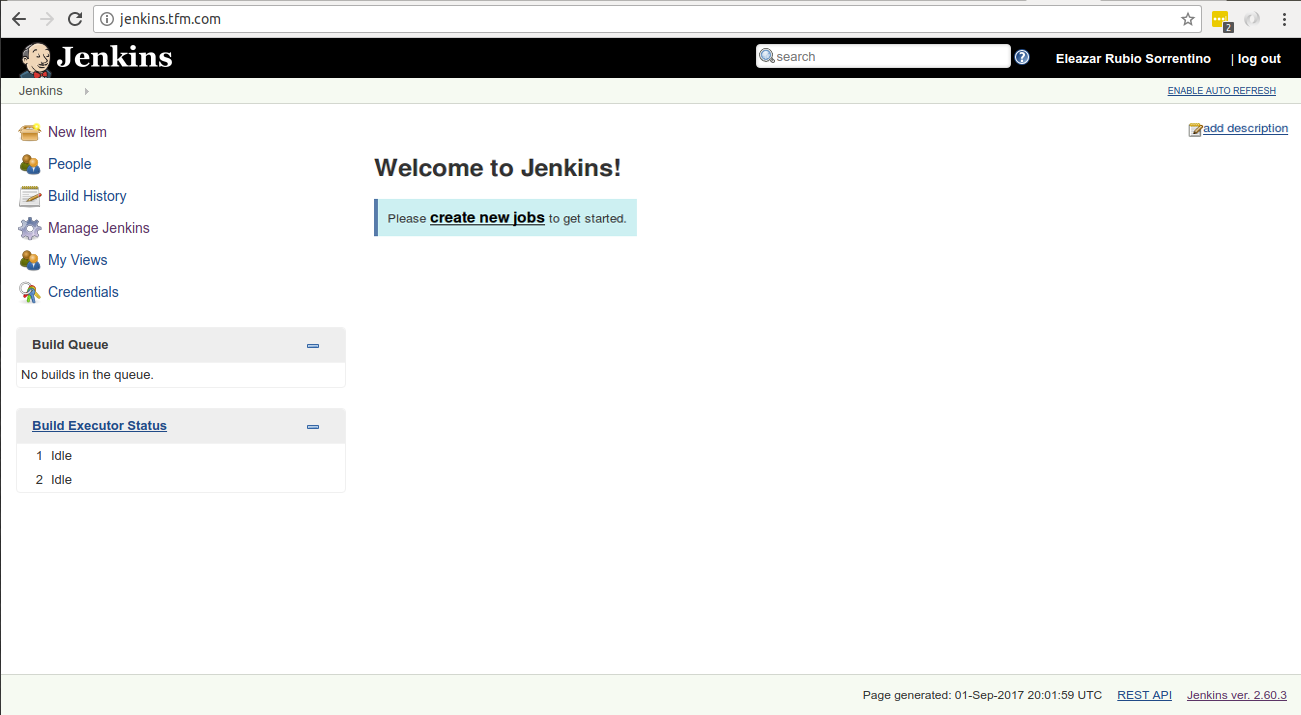 jenkins.tfm.com
2
Jenkins
search
Eleazar Rubio Sorrentino | log out
Jenkins
ENABLE AUTO REFRESH
New Item
add description
People
Build History
Manage Jenkins
My Views
Credentials
Welcome to Jenkins!
Please create new jobs to get started.
Build Queue
No builds in the queue.
Build Executor Status
1 Idle
2 Idle
Page generated: 01-Sep-2017 20:01:59 UTC REST API Jenkins ver. 2.60.3